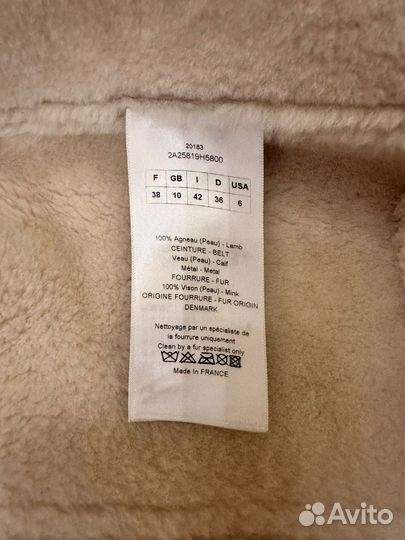 20183
2A25819H5800
F GB I D USA
38 10 42 36 6
100% Agneau (Peau) - Lamb
CEINTURE - BELT
Veau (Peau) - Calf
Métal - Metal
FOURRURE - FUR
100% Vison (Peau) - Mink
ORIGINE FOURRURE - FUR ORIGIN
DENMARK
Nettoyage par un spécialiste de
la fourrure uniquement
Clean by a fur specialist only
Made In FRANCE
Avito